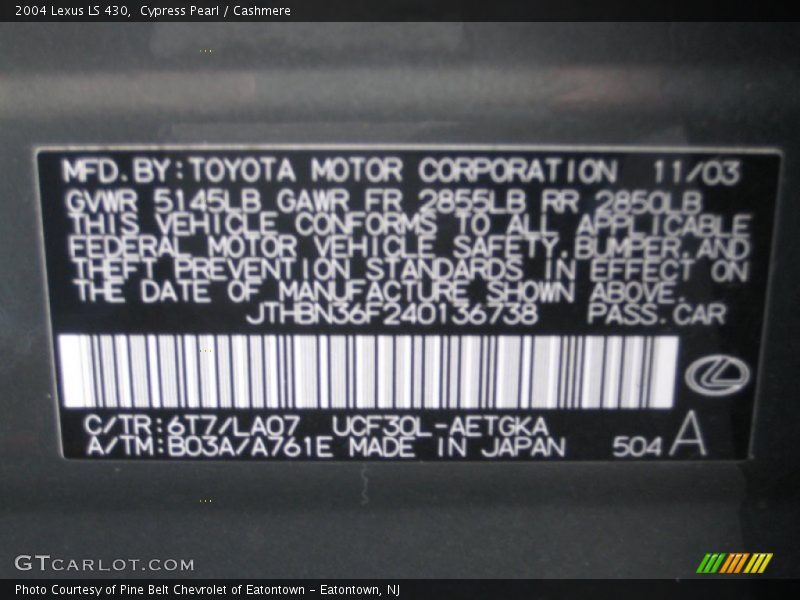 2004 Lexus LS 430,  Cypress Pearl / Cashmere
MFD.BY:TOYOTA MOTOR CORPORATION 11/03
GVWR 5145LB GAWR FR 2855LB RR 2850LB
THIS VEHICLE CONFORMS TO ALL APPLICABLE
FEDERAL MOTOR VEHICLE SAFETY,BUMPER,AND
THEFT PREVENTION STANDARDS IN EFFECT ON
THE DATE OF MANUFACTURE SHOWN ABOVE.
JTHBN36F240136738 PASS.CAR
C/TR:6T7/LA07 UCF30L-AETGKA
A/TM:B03A/A761E MADE IN JAPAN 504 A
GTCARLOT.COM
Photo Courtesy of Pine Belt Chevrolet of Eatontown – Eatontown, NJ